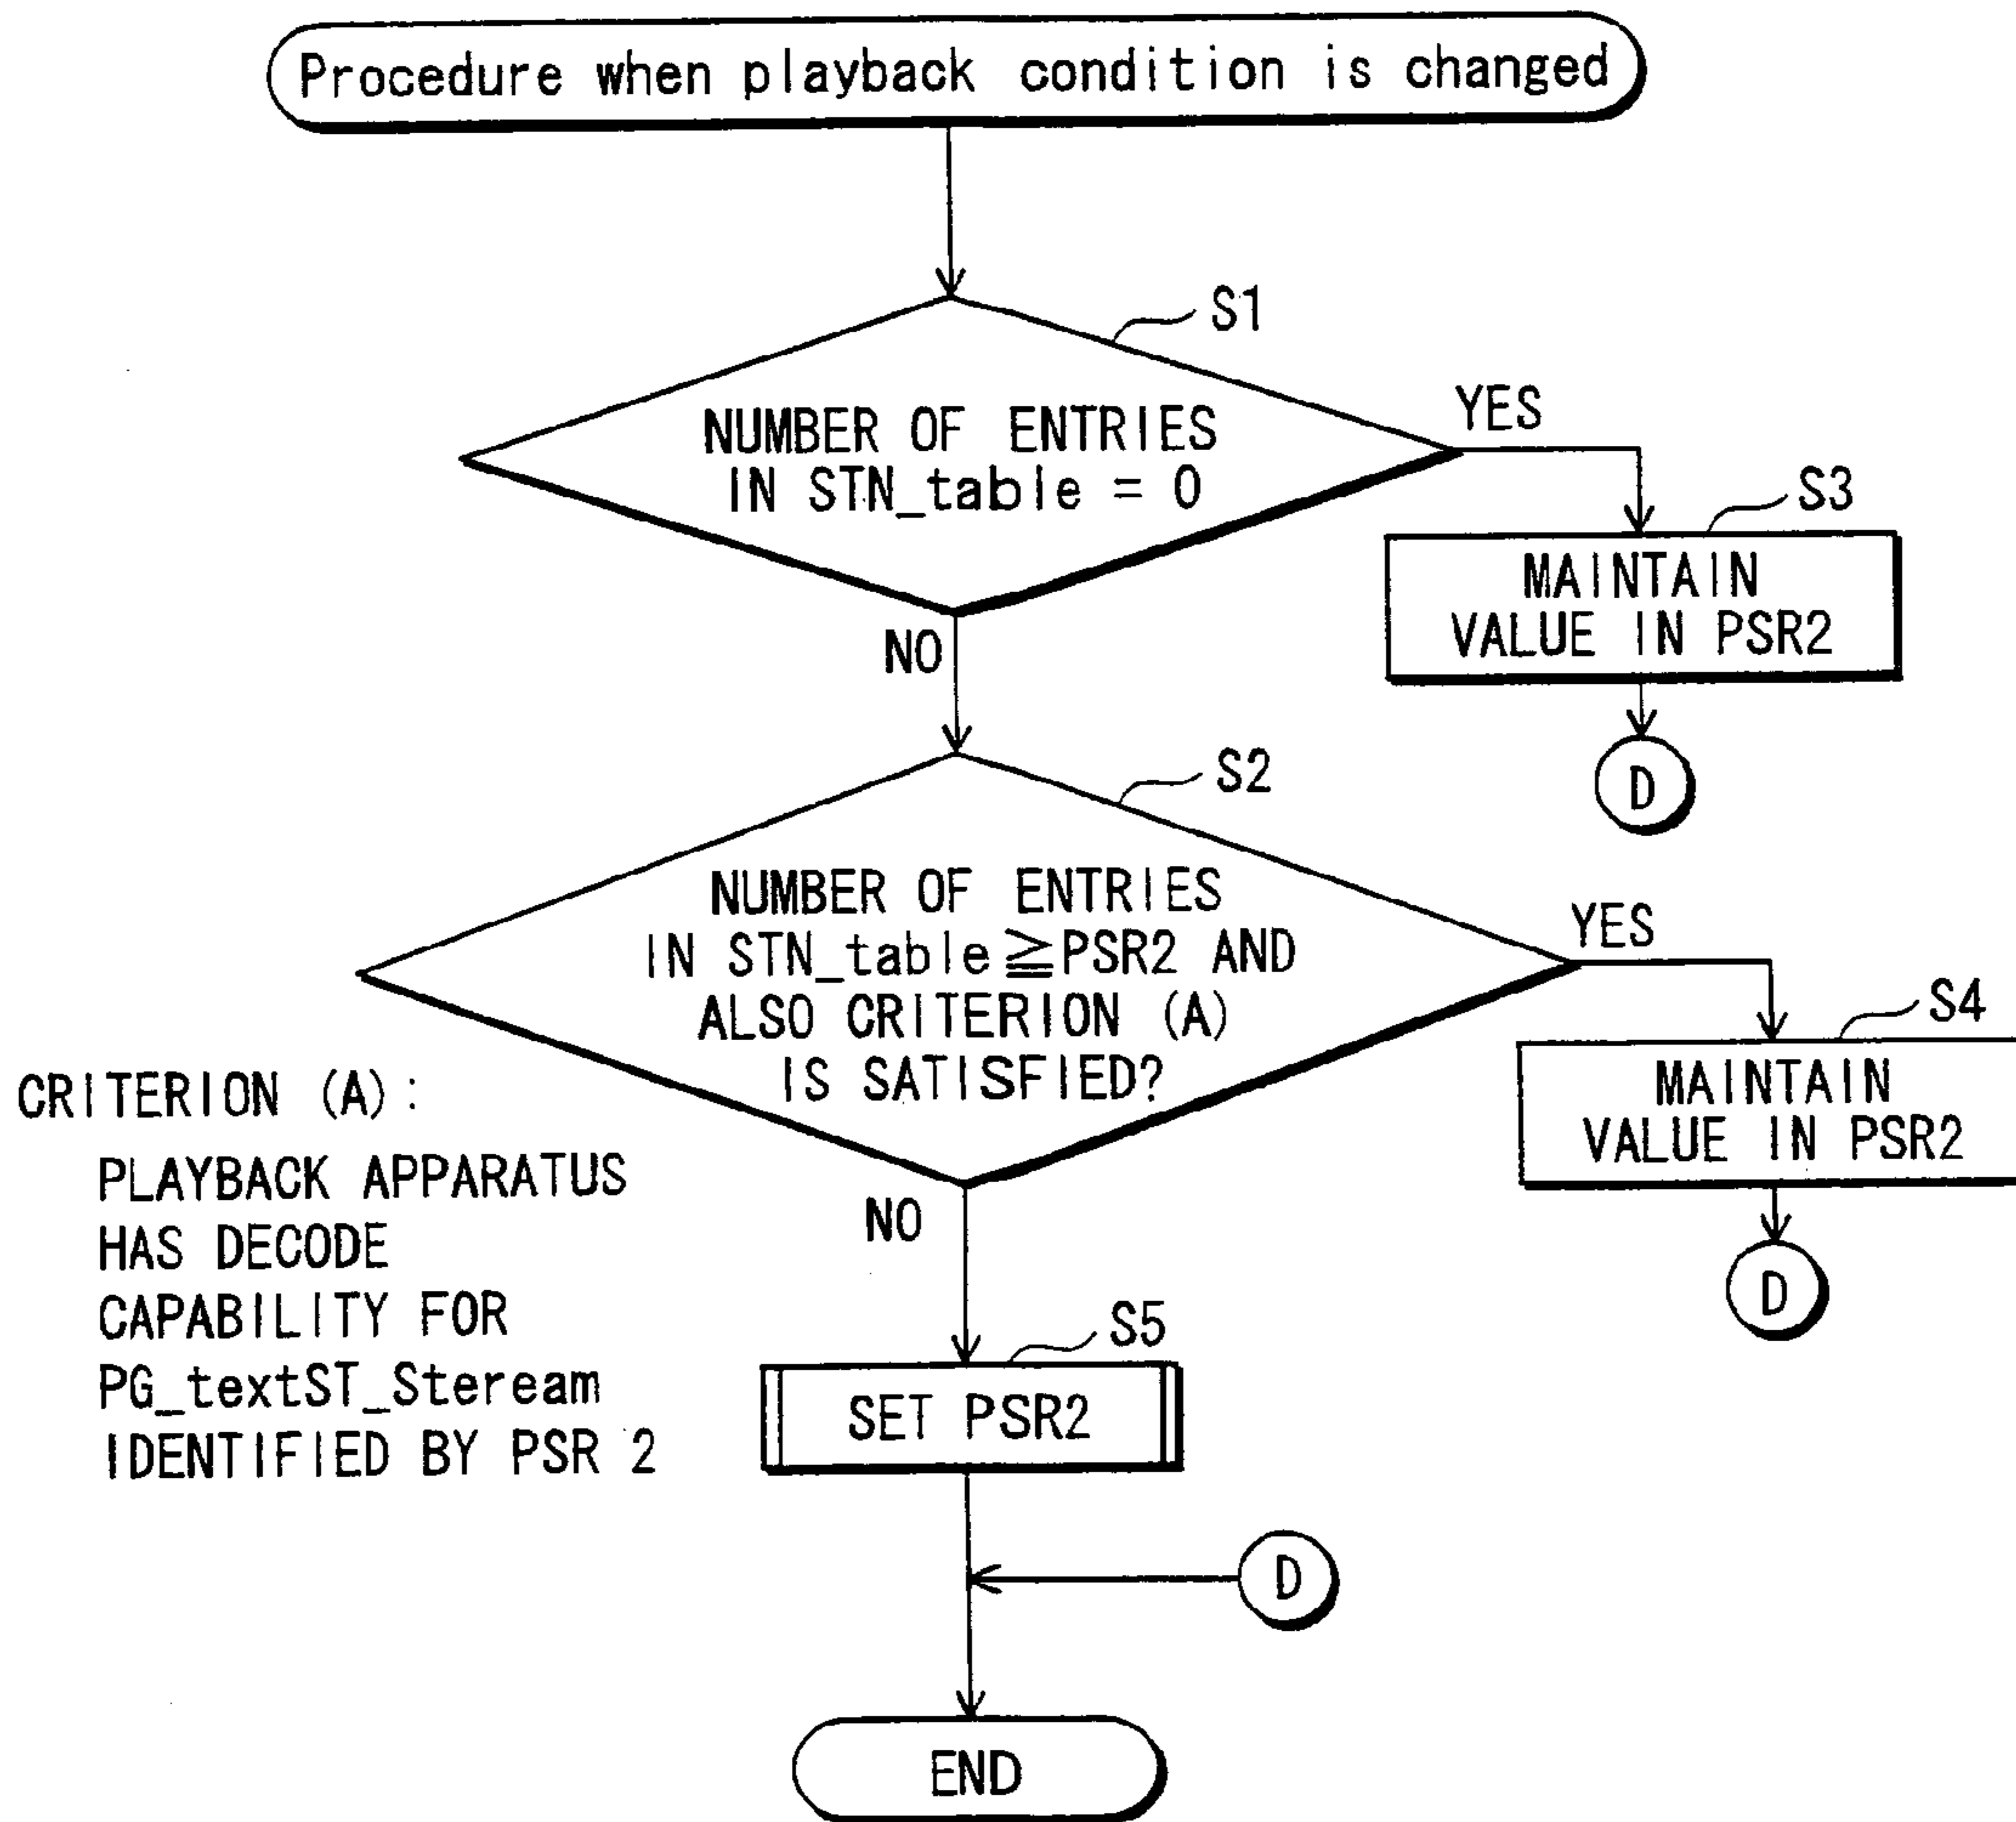 Procedure when playback condition is changed
S1
NUMBER OF ENTRIES
IN STN_table = 0
YES
S3
MAINTAIN
VALUE IN PSR2
D
NO
S2
NUMBER OF ENTRIES
IN STN_table ≧ PSR2 AND
ALSO CRITERION (A)
IS SATISFIED?
YES
S4
MAINTAIN
VALUE IN PSR2
D
CRITERION (A):
PLAYBACK APPARATUS
HAS DECODE
CAPABILITY FOR
PG_textST_Steream
IDENTIFIED BY PSR 2
NO
S5
SET PSR2
D
END